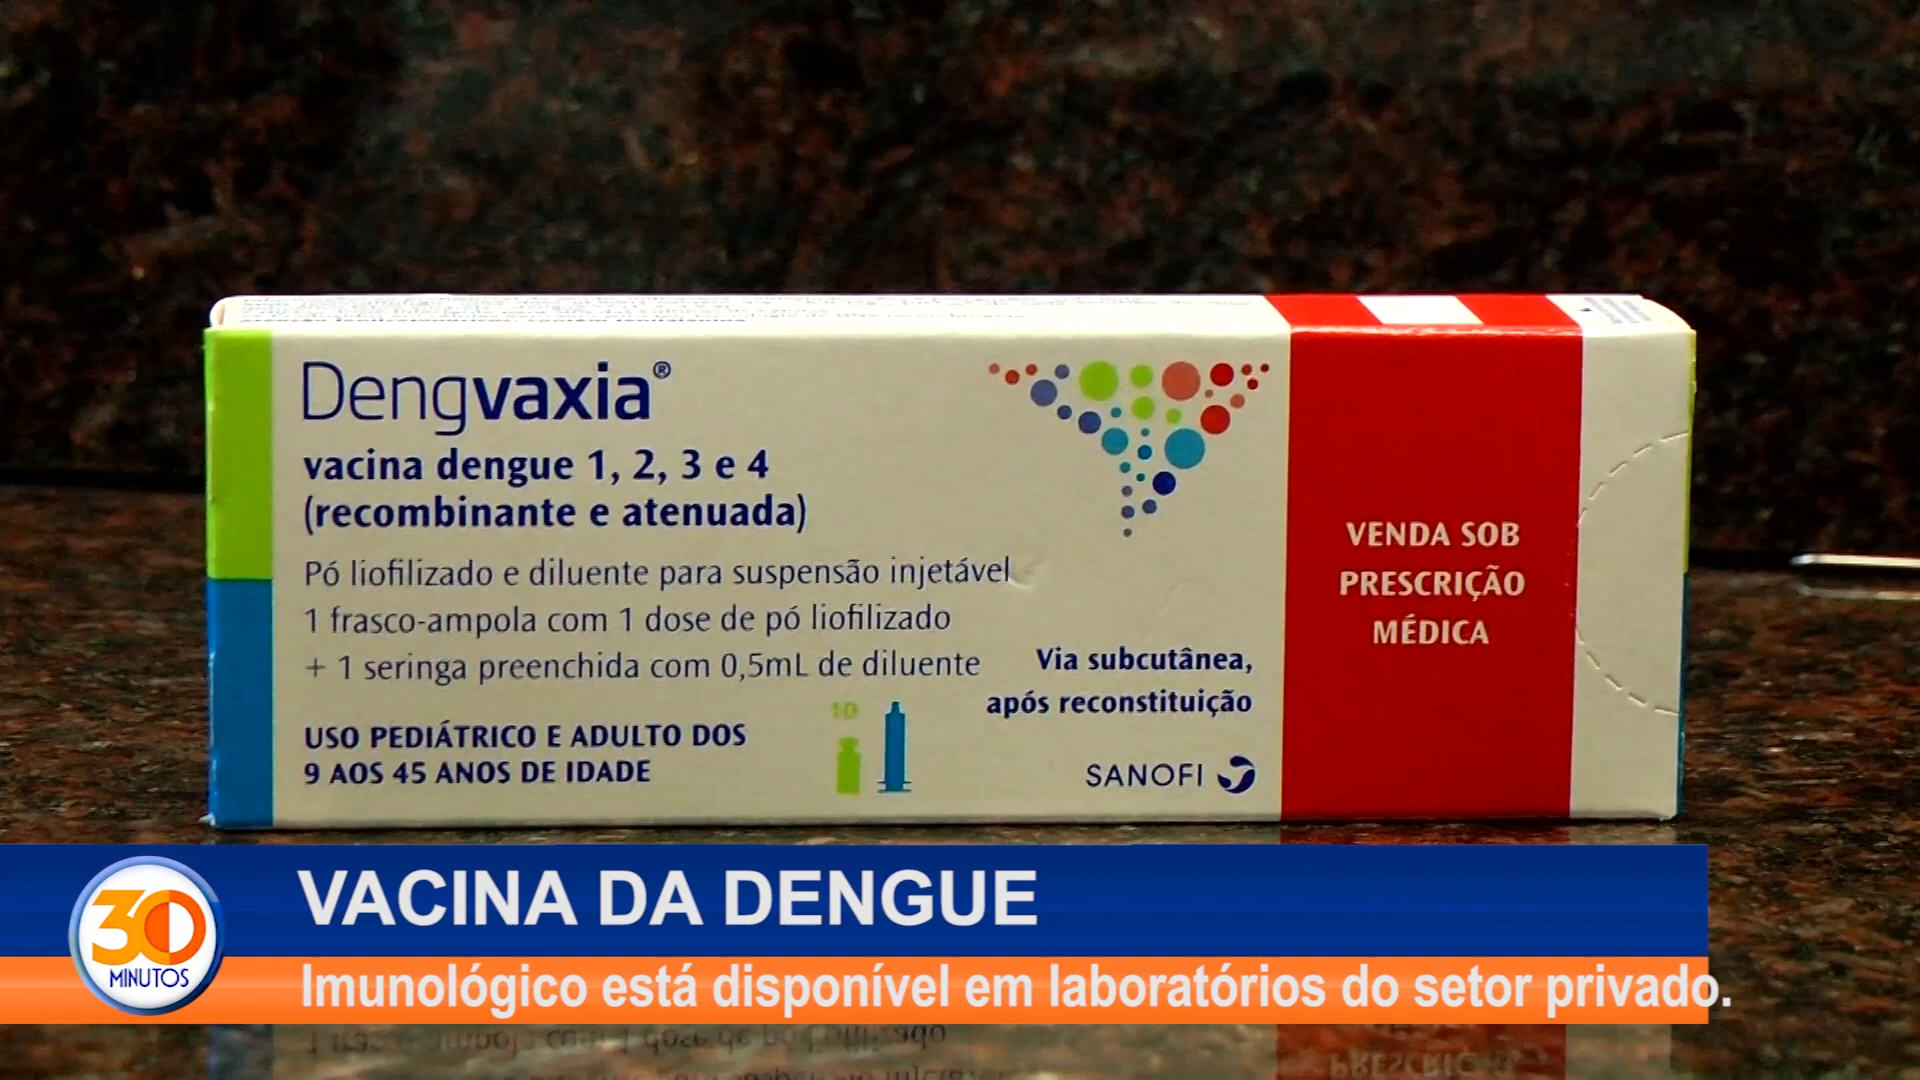 Dengvaxia®
vacina dengue 1, 2, 3 e 4
(recombinante e atenuada)
Pó liofilizado e diluente para suspensão injetável
1 frasco-ampola com 1 dose de pó liofilizado
+ 1 seringa preenchida com 0,5mL de diluente
Via subcutânea,
após reconstituição
USO PEDIÁTRICO E ADULTO DOS
9 AOS 45 ANOS DE IDADE
1D
SANOFI
VENDA SOB
PRESCRIÇÃO
MÉDICA
30
MINUTOS
VACINA DA DENGUE
Imunológico está disponível em laboratórios do setor privado.